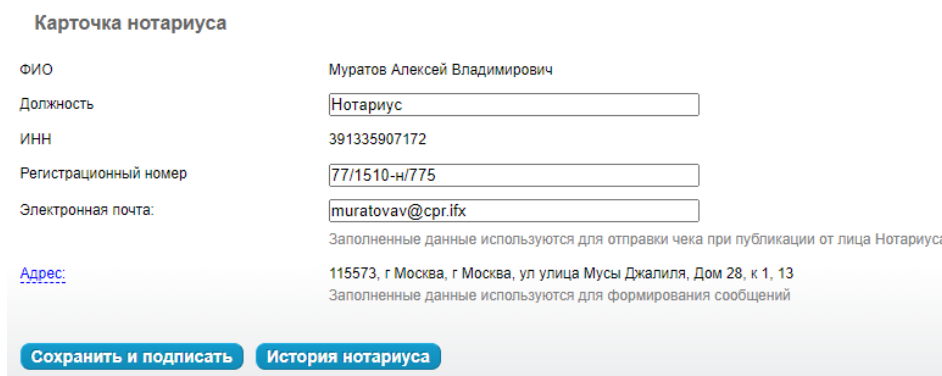 Карточка нотариуса
ФИО Муратов Алексей Владимирович
Должность Нотариус
ИНН 391335907172
Регистрационный номер 77/1510-н/775
Электронная почта: muratovav@cpr.ifx
Заполненные данные используются для отправки чека при публикации от лица Нотариуса
Адрес: 115573, г Москва, г Москва, ул улица Мусы Джалиля, Дом 28, к 1, 13
Заполненные данные используются для формирования сообщений
Сохранить и подписать История нотариуса